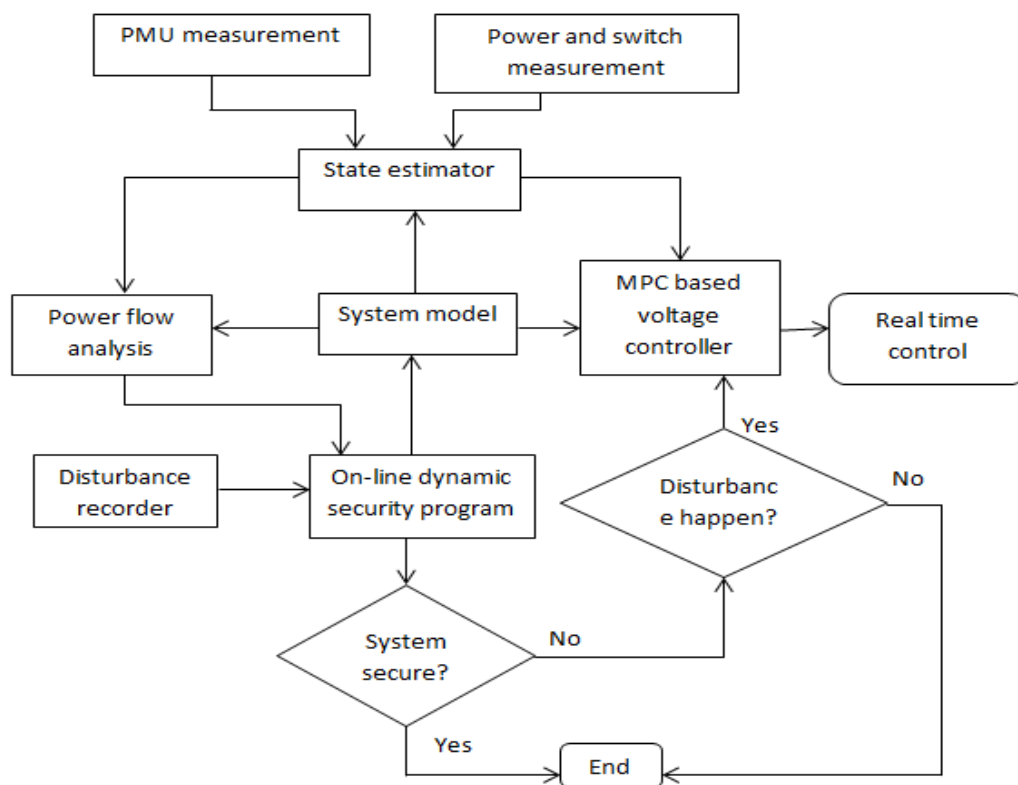 PMU measurement
Power and switch
measurement
State estimator
Power flow
analysis
System model
MPC based
voltage
controller
Real time
control
Yes
Disturbance
recorder
On-line dynamic
security program
Disturbanc
e happen?
No
System
secure?
No
Yes
End